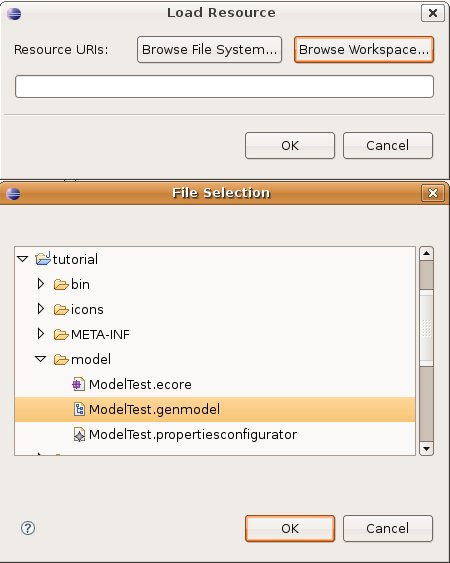 Load Resource
Resource URIs: Browse File System... Browse Workspace...
OK Cancel
File Selection
tutorial
bin
icons
META-INF
model
ModelTest.ecore
ModelTest.genmodel
ModelTest.propertiesconfigurator
OK Cancel